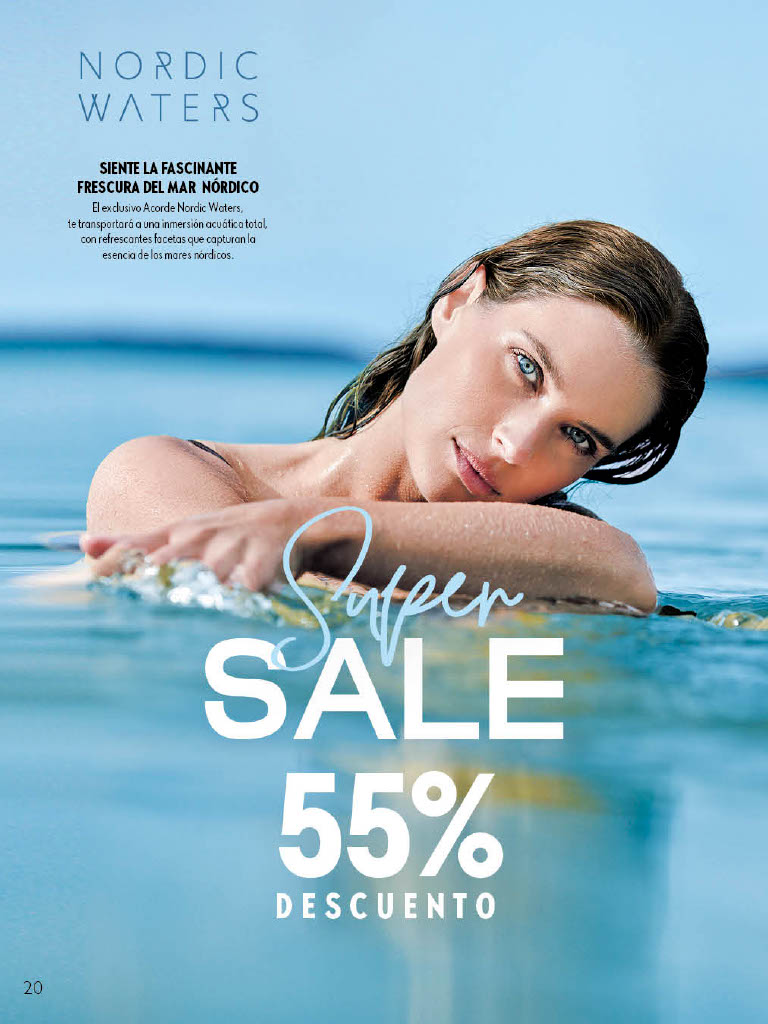 NORDIC
WATERS
SIENTE LA FASCINANTE
FRESCURA DEL MAR NÓRDICO
El exclusivo Acorde Nordic Waters,
te transportará a una inmersión acuática total,
con refrescantes facetas que capturan la
esencia de los mares nórdicos.
Super
SALE
55%
DESCUENTO
20